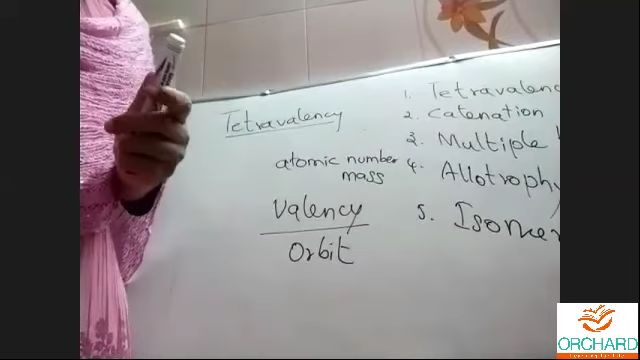 Tetravalency
atomic number
mass
Valency
Orbit
1. Tetravalenc
2. Catenation
3. Multiple
4. Allotrophy
5. Isomer
ORCHARD